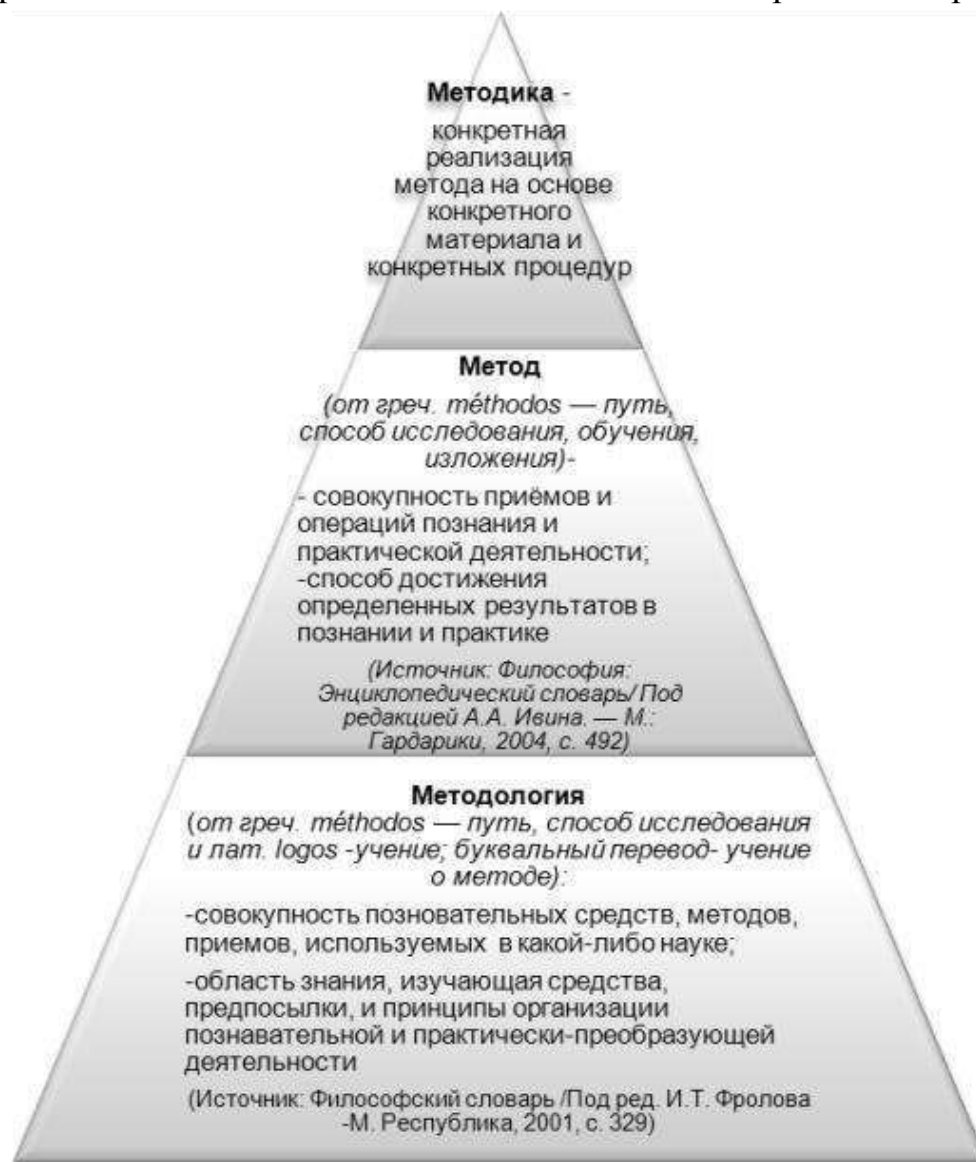 Методика -
конкретная
реализация
метода на основе
конкретного
материала и
конкретных процедур
Метод
(от греч. méthodos — путь,
способ исследования, обучения,
изложения)-
- совокупность приёмов и
операций познания и
практической деятельности;
-способ достижения
определенных результатов в
познании и практике
(Источник: Философия:
Энциклопедический словарь/ Под
редакцией А.А. Ивина. — М.:
Гардарики, 2004, с. 492)
Методология
(от греч. méthodos — путь, способ исследования
и лат. logos -учение; буквальный перевод- учение
о методе):
-совокупность позновательных средств, методов,
приемов, используемых в какой-либо науке;
-область знания, изучающая средства,
предпосылки, и принципы организации
познавательной и практически-преобразующей
деятельности
(Источник: Философский словарь /Под ред. И.Т. Фролова
-М. Республика, 2001, с. 329)